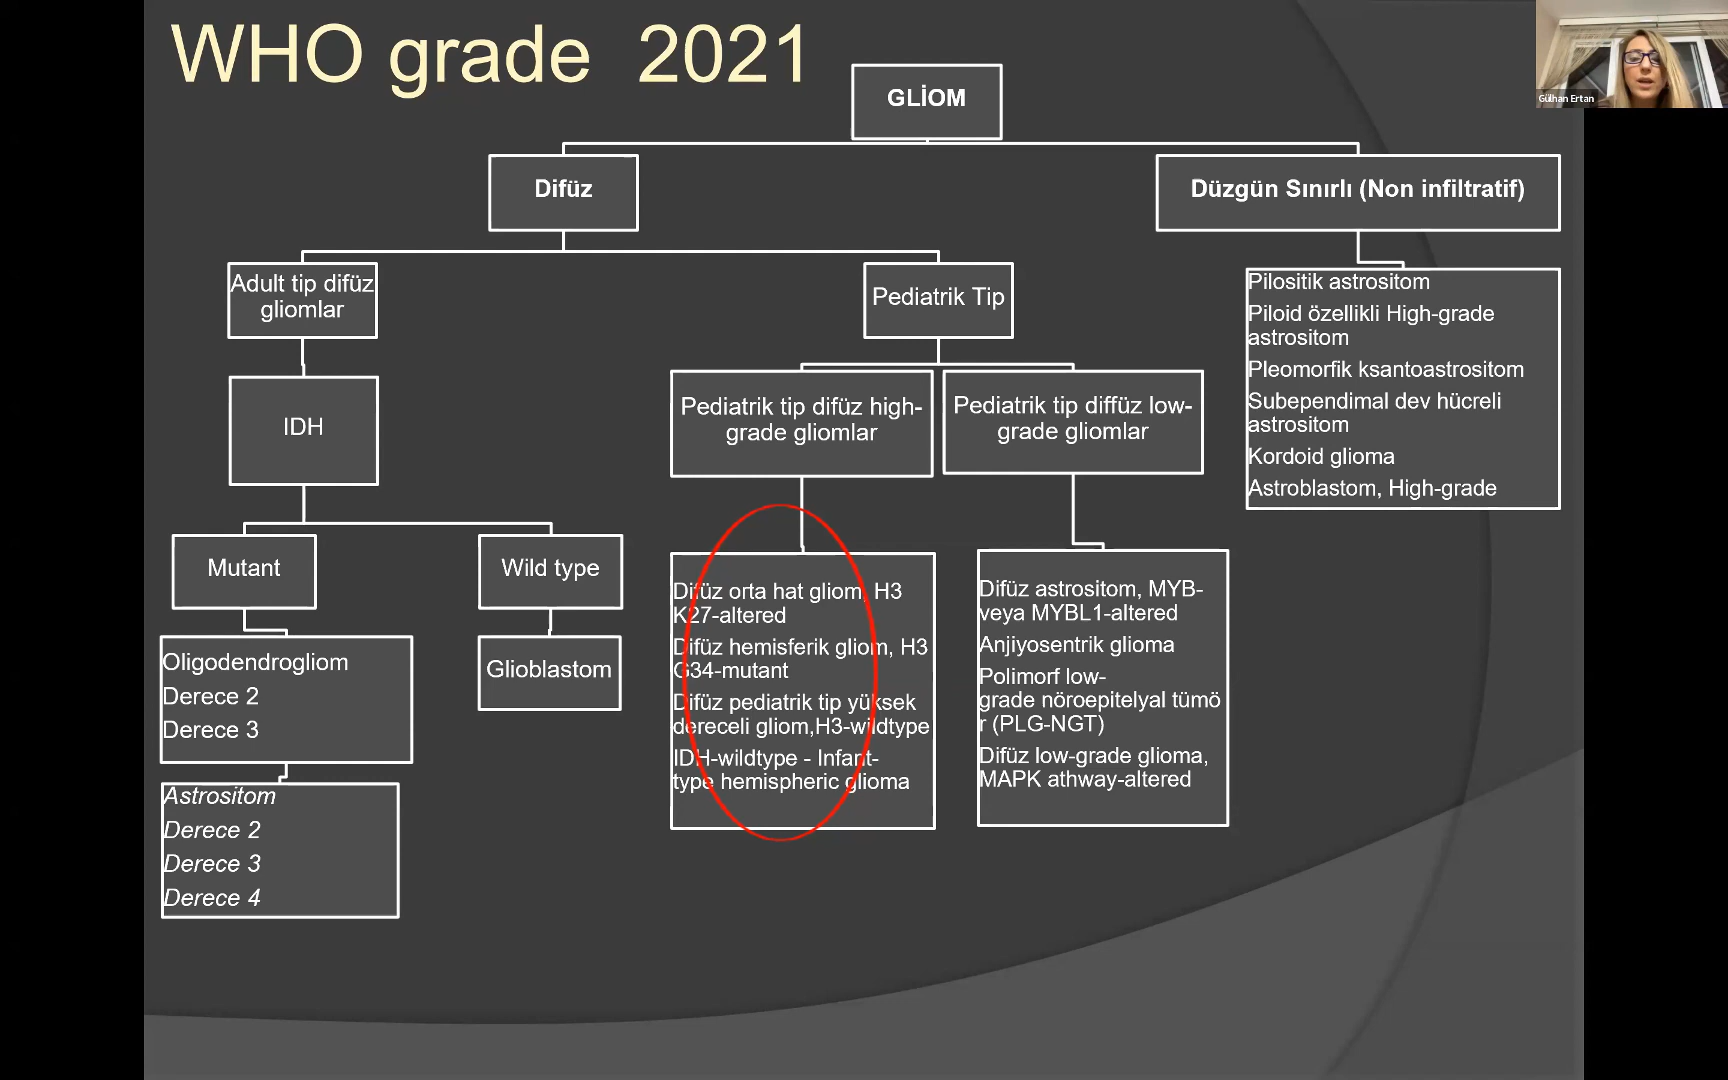 WHO grade 2021
Gülhan Ertan
GLİOM
Difüz
Düzgün Sınırlı (Non infiltratif)
Adult tip difüz
gliomlar
Pediatrik Tip
Pilositik astrositom
Piloid özellikli High-grade
astrositom
Pleomorfik ksantoastrositom
Subependimal dev hücreli
astrositom
Kordoid glioma
Astroblastom, High-grade
IDH
Pediatrik tip difüz high-
grade gliomlar
Pediatrik tip diffüz low-
grade gliomlar
Mutant
Wild type
Oligodendrogliom
Derece 2
Derece 3
Glioblastom
Astrositom
Derece 2
Derece 3
Derece 4
Difüz orta hat gliom, H3
K27-altered
Difüz hemisferik gliom, H3
G34-mutant
Difüz pediatrik tip yüksek
dereceli gliom,H3-wildtype
IDH-wildtype - Infant-
type hemispheric glioma
Difüz astrositom, MYB-
veya MYBL1-altered
Anjiyosentrik glioma
Polimorf low-
grade nöroepitelyal tümö
r (PLG-NGT)
Difüz low-grade glioma,
MAPK athway-altered